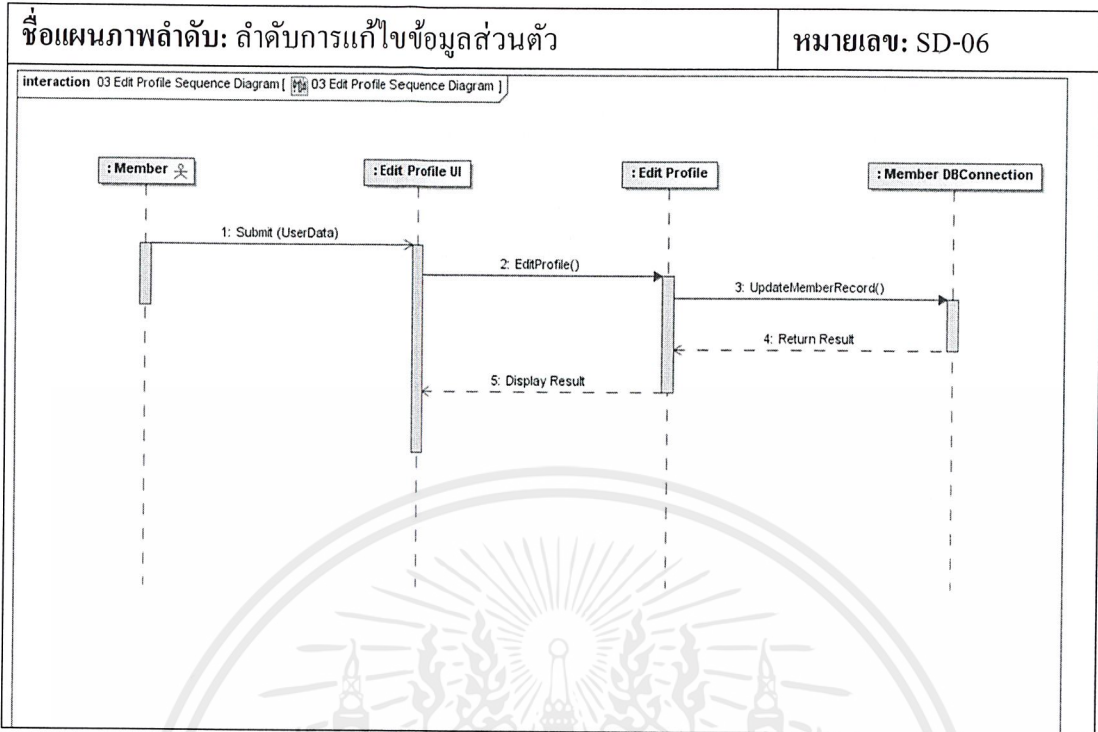 ชื่อแผนภาพลำดับ: ลำดับการแก้ไขข้อมูลส่วนตัว
หมายเลข: SD-06
interaction 03 Edit Profile Sequence Diagram [ 03 Edit Profile Sequence Diagram ]
: Member
: Edit Profile UI
: Edit Profile
: Member DBConnection
1: Submit (UserData)
2: EditProfile()
3: UpdateMemberRecord()
4: Return Result
5: Display Result